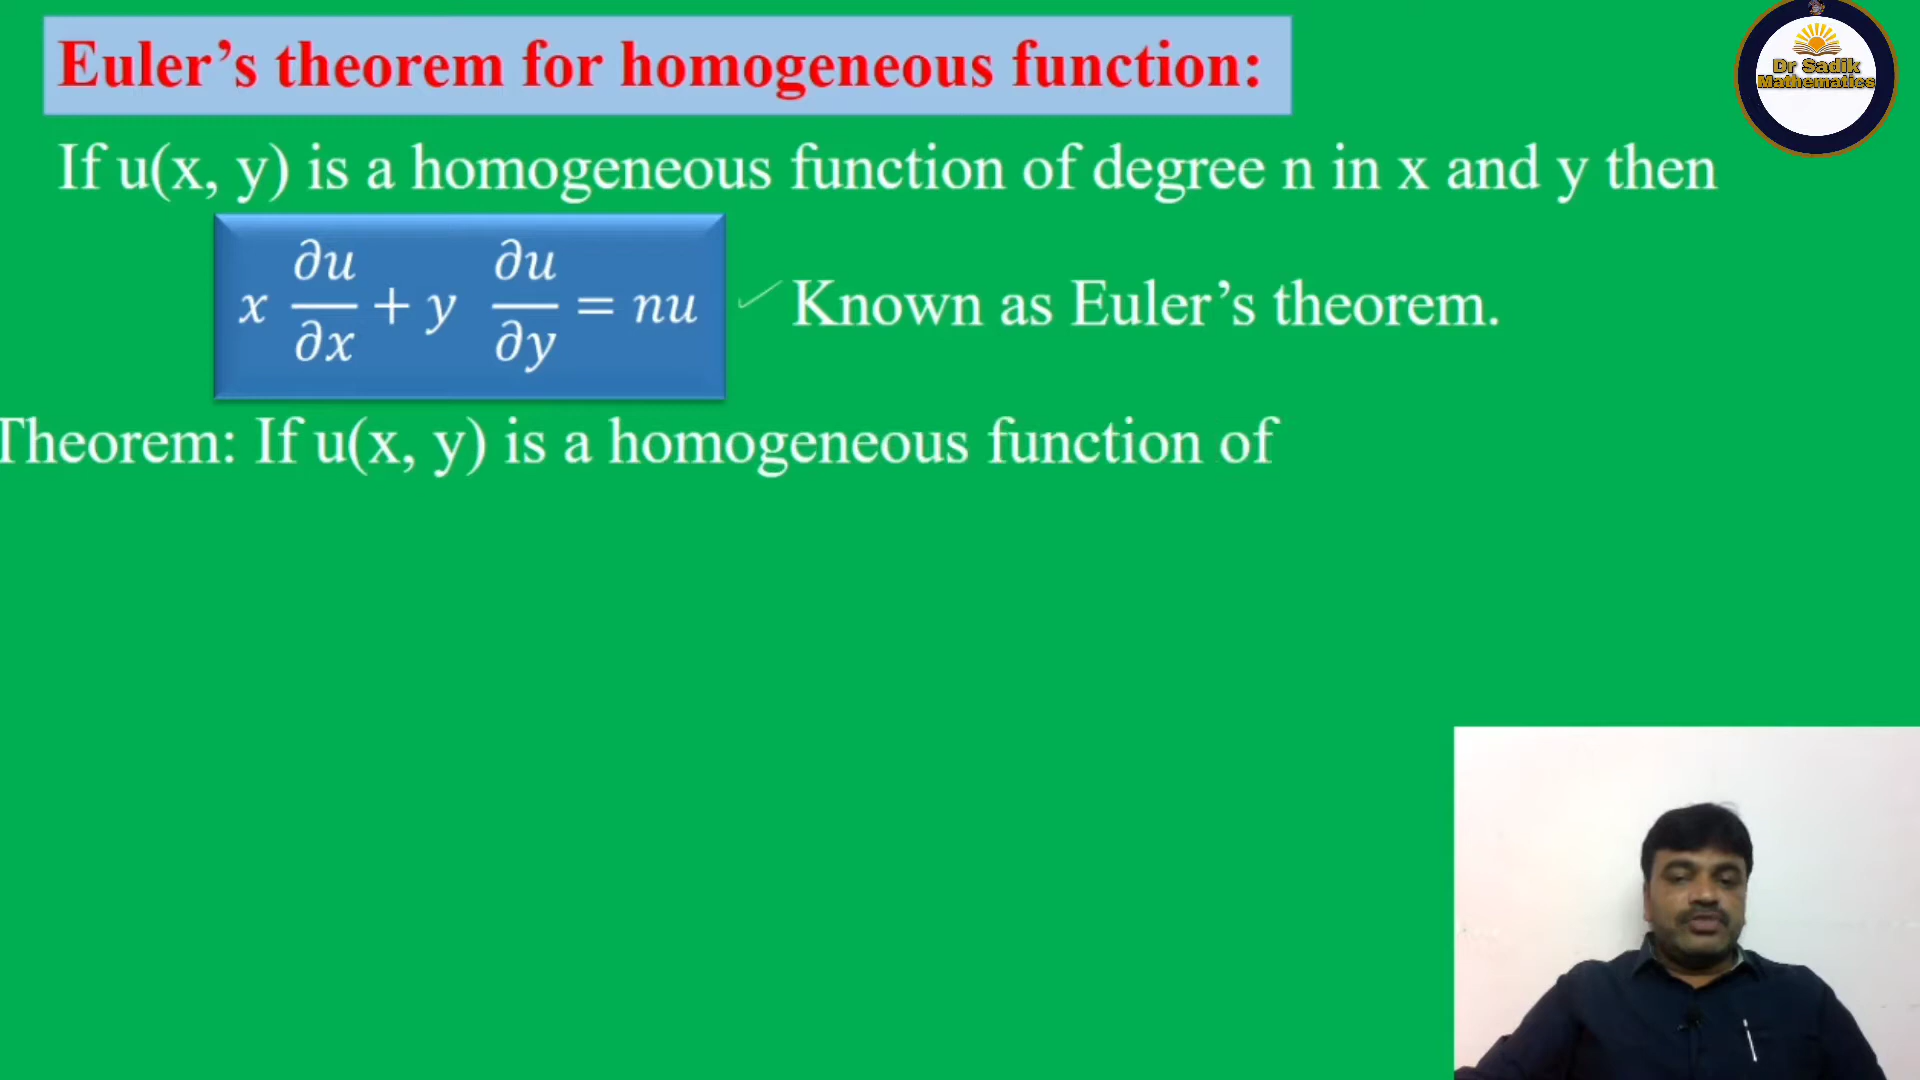 Euler’s theorem for homogeneous function:
Dr Sadik
Mathematics
If u(x, y) is a homogeneous function of degree n in x and y then
x ∂u/∂x + y ∂u/∂y = nu
Known as Euler’s theorem.
Theorem: If u(x, y) is a homogeneous function of